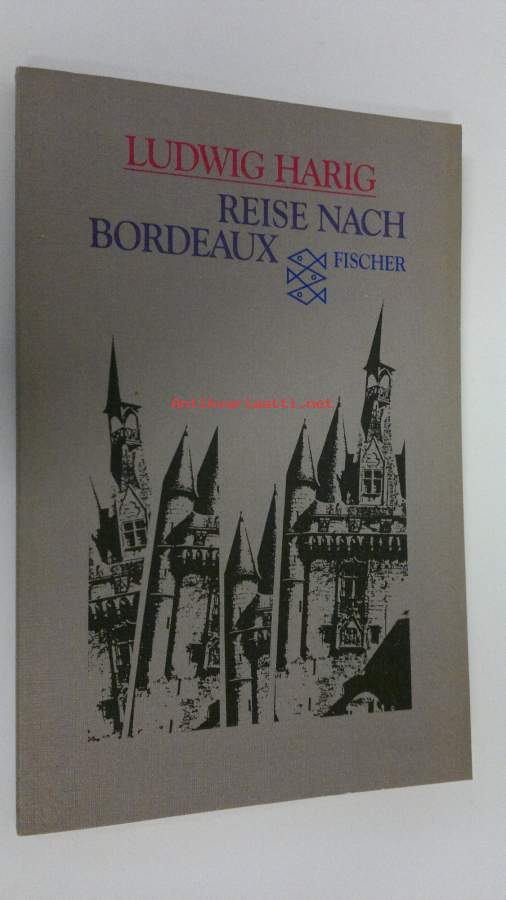 LUDWIG HARIG
REISE NACH
BORDEAUX
FISCHER
Antikvariaatti.net